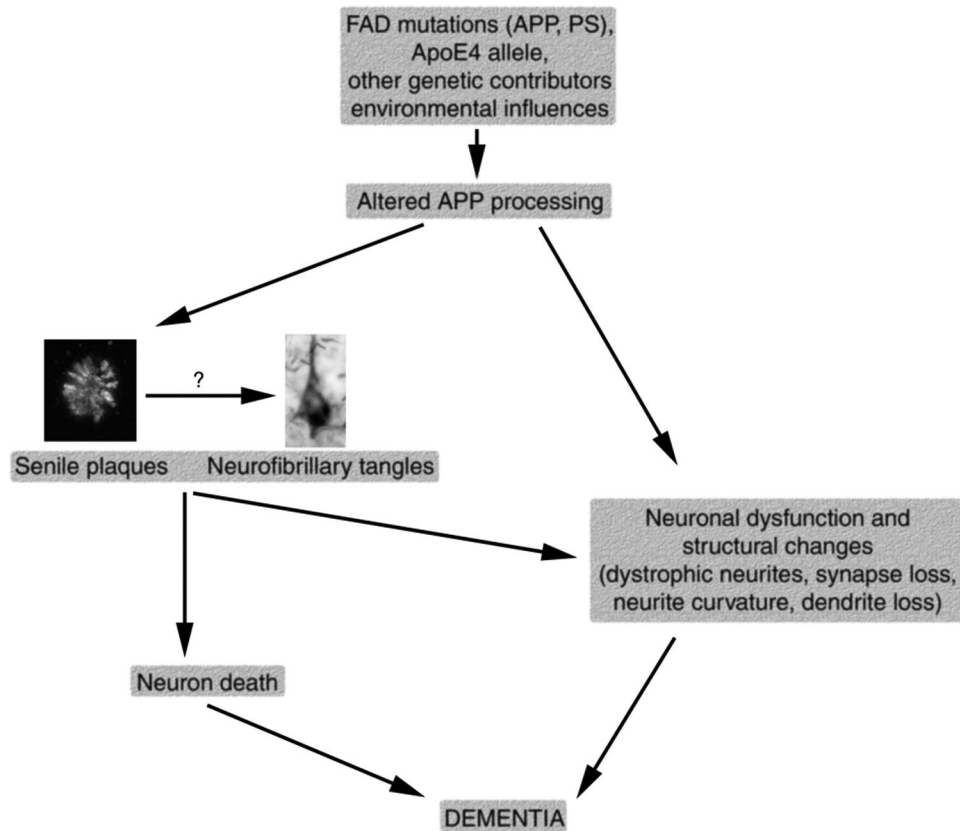 FAD mutations (APP, PS),
ApoE4 allele,
other genetic contributors
environmental influences
Altered APP processing
?
Senile plaques Neurofibrillary tangles
Neuronal dysfunction and
structural changes
(dystrophic neurites, synapse loss,
neurite curvature, dendrite loss)
Neuron death
DEMENTIA